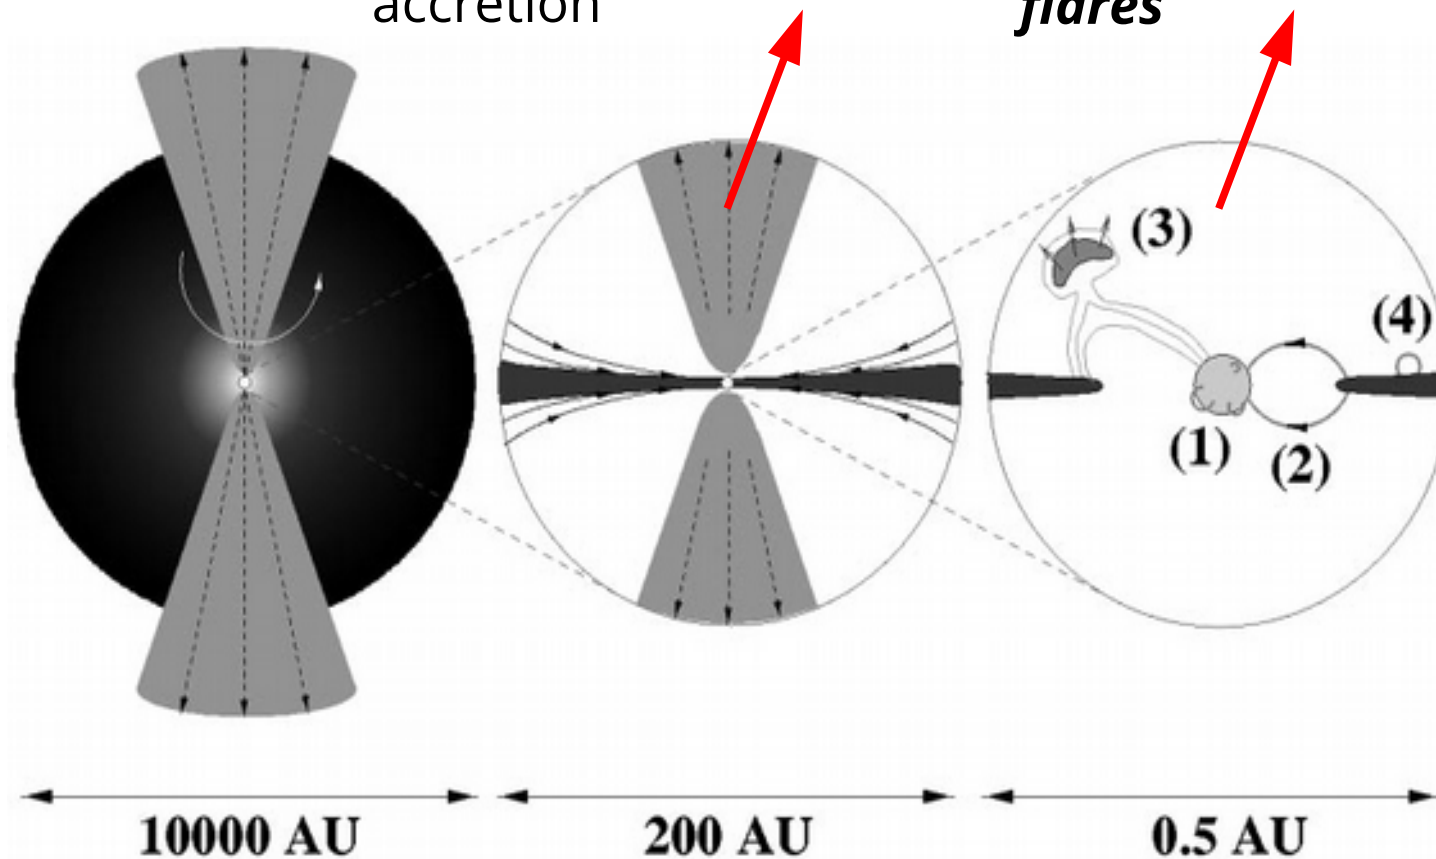 accretion
flares
(3)
(4)
(1)
(2)
10000 AU
200 AU
0.5 AU